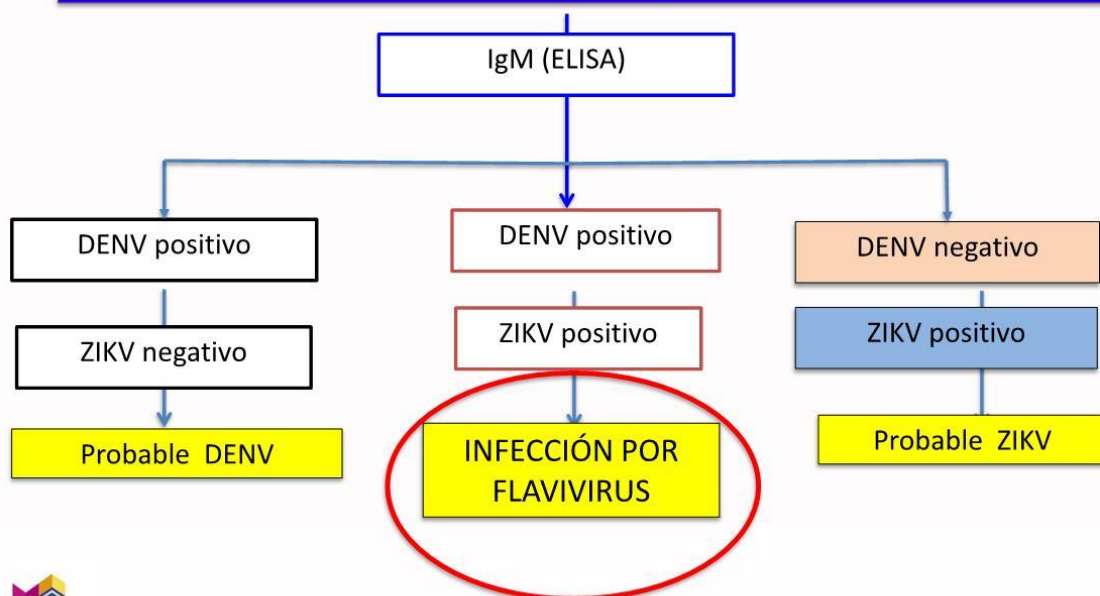 IgM (ELISA)
DENV positivo
ZIKV negativo
Probable DENV
DENV positivo
ZIKV positivo
INFECCIÓN POR
FLAVIVIRUS
DENV negativo
ZIKV positivo
Probable ZIKV